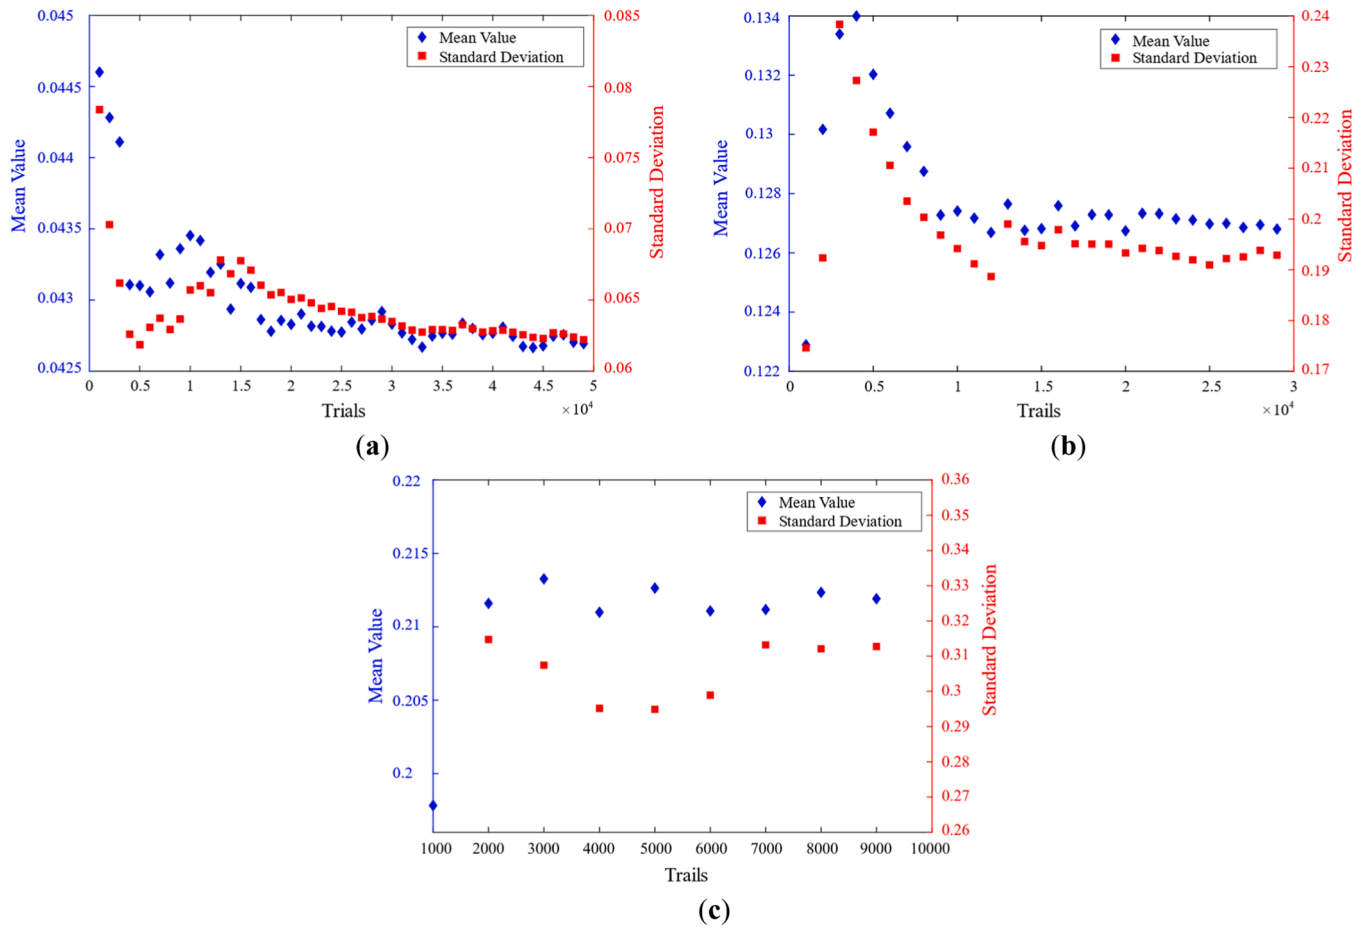 0.045
0.0445
0.044
0.0435
0.043
0.0425
Mean Value
0.085
0.08
0.075
0.07
0.065
0.06
Standard Deviation
Mean Value
Standard Deviation
0 0.5 1 1.5 2 2.5 3 3.5 4 4.5 5
Trials
×10⁴
(a)
0.134
0.132
0.13
0.128
0.126
0.124
0.122
Mean Value
0.24
0.23
0.22
0.21
0.2
0.19
0.18
0.17
Standard Deviation
Mean Value
Standard Deviation
0 0.5 1 1.5 2 2.5 3
Trails
×10⁴
(b)
0.22
0.215
0.21
0.205
0.2
Mean Value
0.36
0.35
0.34
0.33
0.32
0.31
0.3
0.29
0.28
0.27
0.26
Standard Deviation
Mean Value
Standard Deviation
1000 2000 3000 4000 5000 6000 7000 8000 9000 10000
Trails
(c)